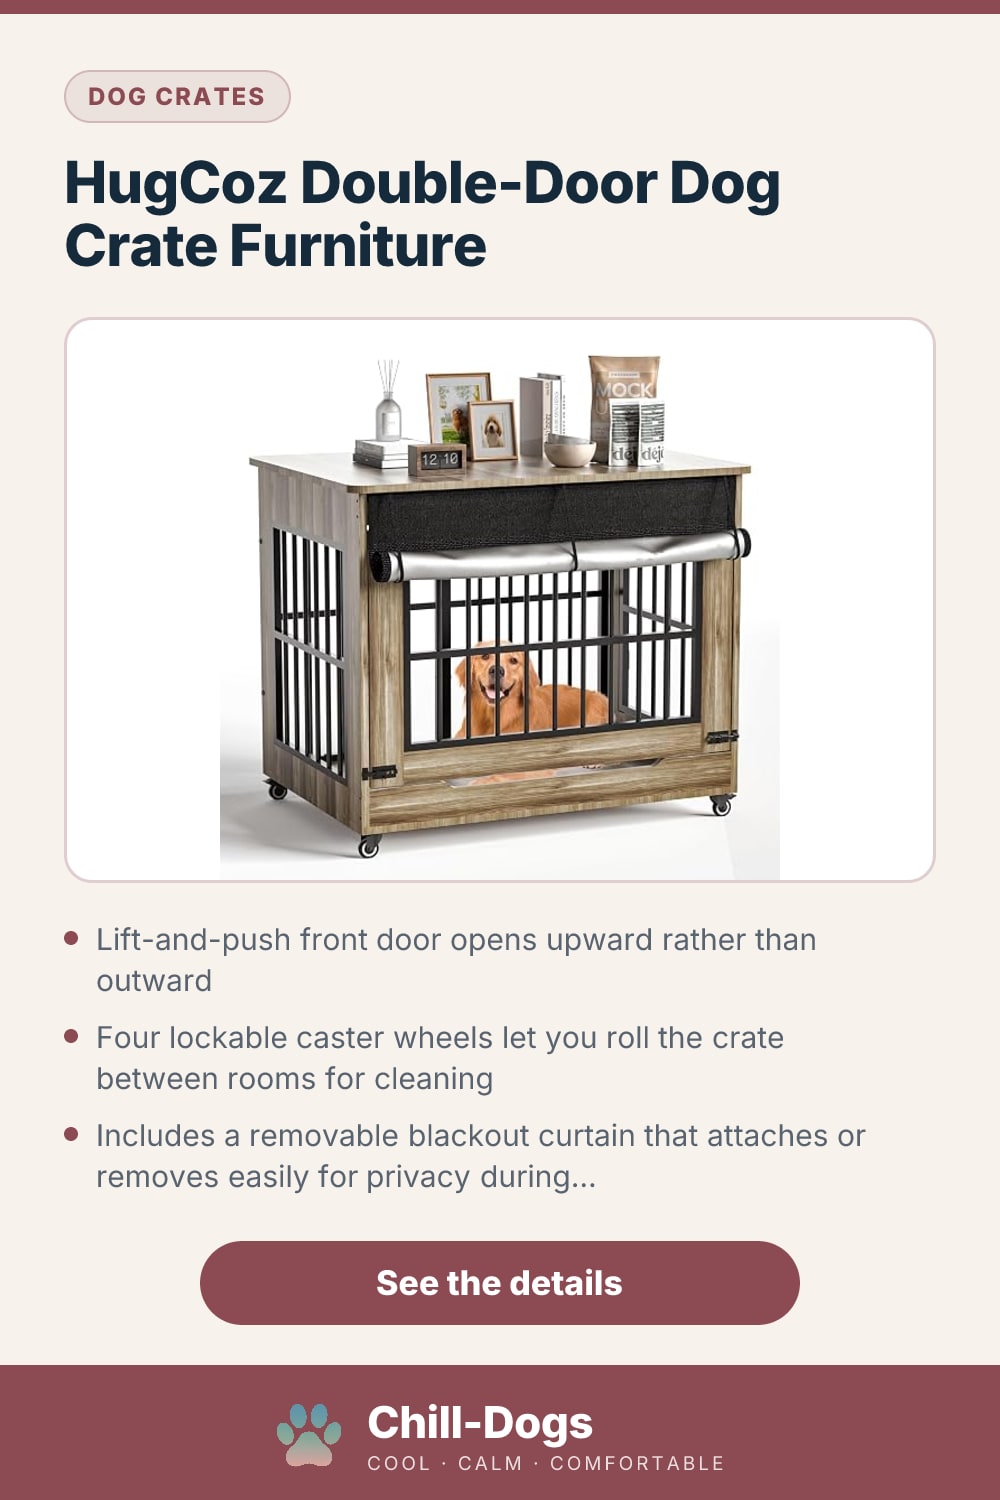 DOG CRATES
HugCoz Double-Door Dog
Crate Furniture
MOCK
12 10
déjà
Lift-and-push front door opens upward rather than
outward
Four lockable caster wheels let you roll the crate
between rooms for cleaning
Includes a removable blackout curtain that attaches or
removes easily for privacy during...
See the details
Chill-Dogs
COOL · CALM · COMFORTABLE